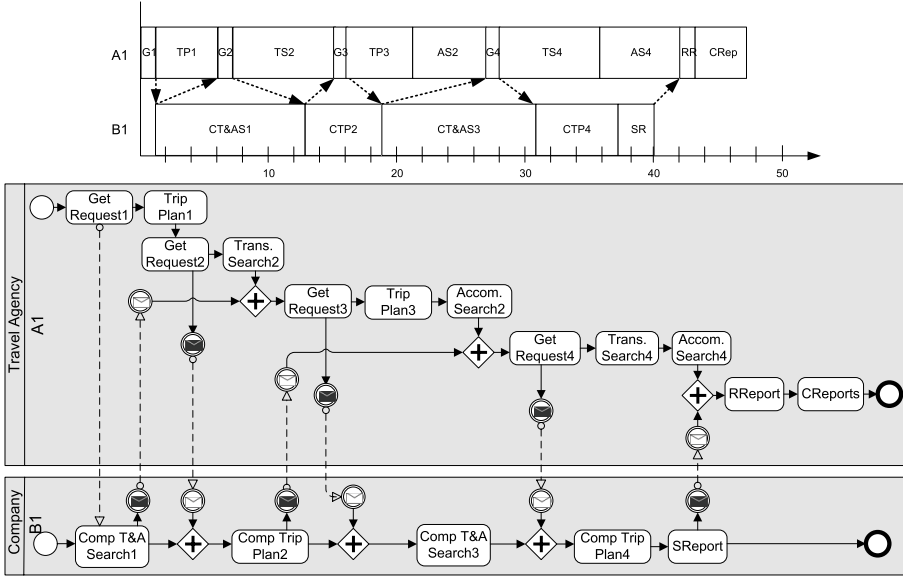 A1
G1
TP1
G2
TS2
G3
TP3
AS2
G4
TS4
AS4
RR
CRep
B1
CT&AS1
CTP2
CT&AS3
CTP4
SR
10
20
30
40
50
Travel Agency
A1
Get
Request1
Trip
Plan1
Get
Request2
Trans.
Search2
Get
Request3
Trip
Plan3
Accom.
Search2
Get
Request4
Trans.
Search4
Accom.
Search4
RReport
CReports
Company
B1
Comp T&A
Search1
Comp Trip
Plan2
Comp T&A
Search3
Comp Trip
Plan4
SReport